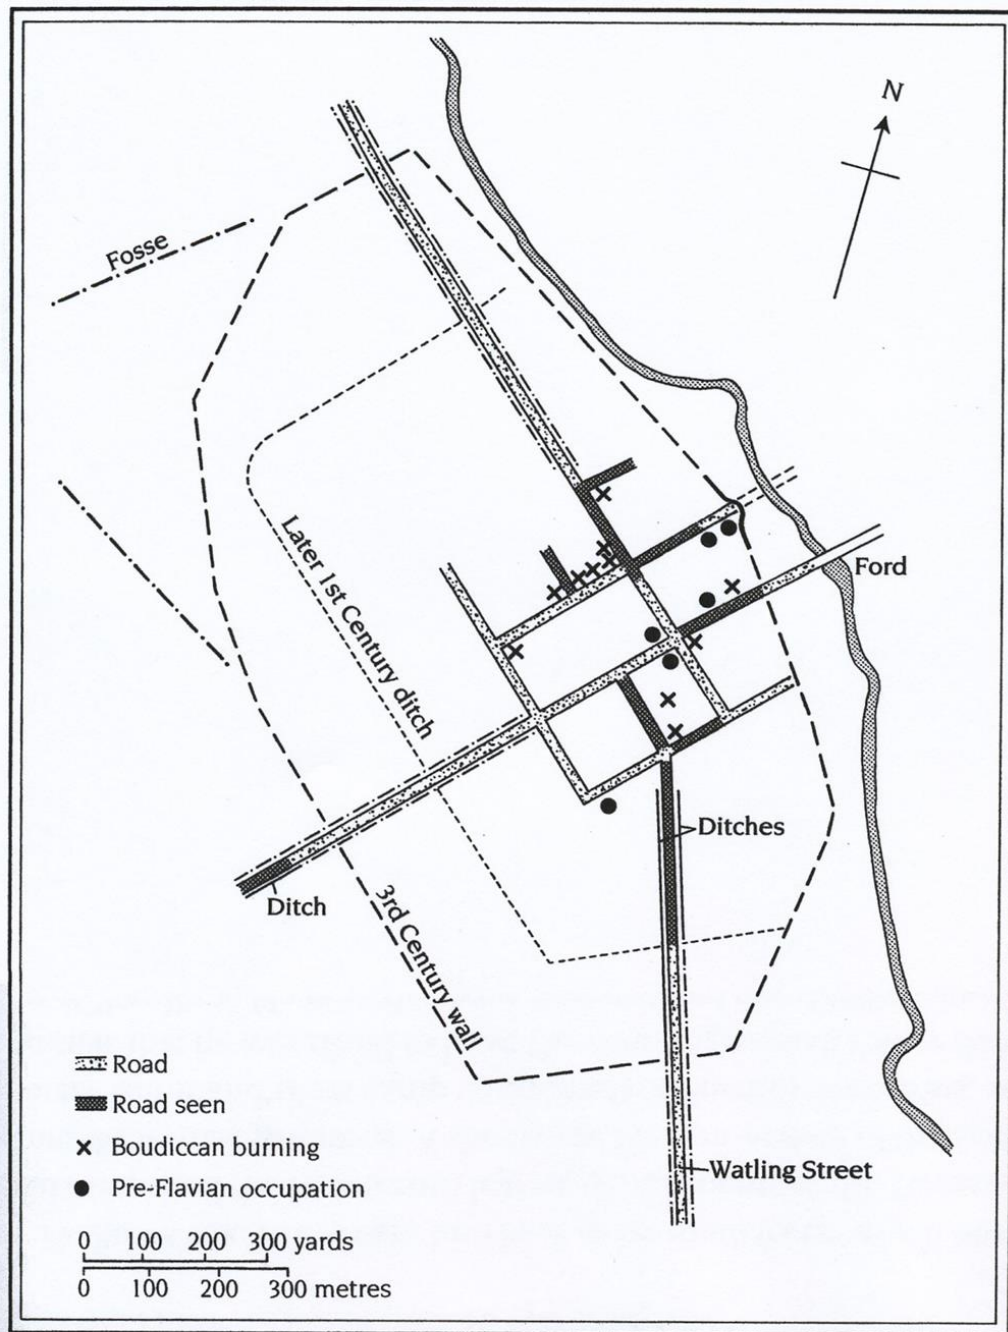 N
Fosse
Later 1st Century ditch
Ford
Ditches
Ditch
3rd Century wall
Road
Road seen
x Boudiccan burning
● Pre-Flavian occupation
Watling Street
0 100 200 300 yards
0 100 200 300 metres